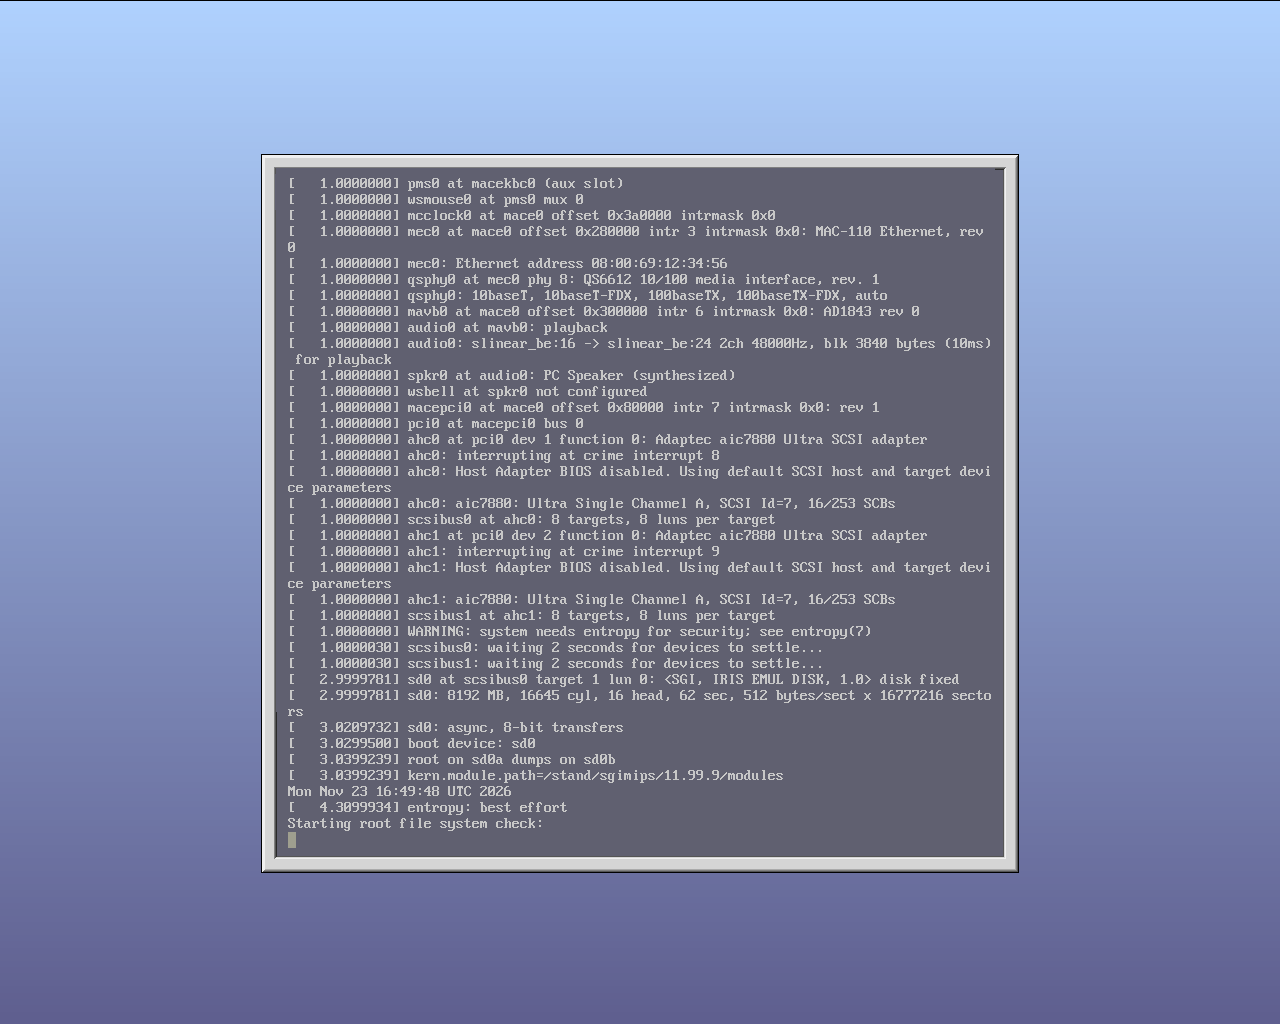 [   1.0000000] pms0 at macekbc0 (aux slot)
[   1.0000000] wsmouse0 at pms0 mux 0
[   1.0000000] mcclock0 at mace0 offset 0x3a0000 intrmask 0x0
[   1.0000000] mec0 at mace0 offset 0x280000 intr 3 intrmask 0x0: MAC-110 Ethernet, rev
0
[   1.0000000] mec0: Ethernet address 08:00:69:12:34:56
[   1.0000000] qsphy0 at mec0 phy 8: QS6612 10/100 media interface, rev. 1
[   1.0000000] qsphy0: 10baseT, 10baseT-FDX, 100baseTX, 100baseTX-FDX, auto
[   1.0000000] mavb0 at mace0 offset 0x300000 intr 6 intrmask 0x0: AD1843 rev 0
[   1.0000000] audio0 at mavb0: playback
[   1.0000000] audio0: slinear_be:16 -> slinear_be:24 2ch 48000Hz, blk 3840 bytes (10ms)
 for playback
[   1.0000000] spkr0 at audio0: PC Speaker (synthesized)
[   1.0000000] wsbell at spkr0 not configured
[   1.0000000] macepci0 at mace0 offset 0x80000 intr 7 intrmask 0x0: rev 1
[   1.0000000] pci0 at macepci0 bus 0
[   1.0000000] ahc0 at pci0 dev 1 function 0: Adaptec aic7880 Ultra SCSI adapter
[   1.0000000] ahc0: interrupting at crime interrupt 8
[   1.0000000] ahc0: Host Adapter BIOS disabled. Using default SCSI host and target devi
ce parameters
[   1.0000000] ahc0: aic7880: Ultra Single Channel A, SCSI Id=7, 16/253 SCBs
[   1.0000000] scsibus0 at ahc0: 8 targets, 8 luns per target
[   1.0000000] ahc1 at pci0 dev 2 function 0: Adaptec aic7880 Ultra SCSI adapter
[   1.0000000] ahc1: interrupting at crime interrupt 9
[   1.0000000] ahc1: Host Adapter BIOS disabled. Using default SCSI host and target devi
ce parameters
[   1.0000000] ahc1: aic7880: Ultra Single Channel A, SCSI Id=7, 16/253 SCBs
[   1.0000000] scsibus1 at ahc1: 8 targets, 8 luns per target
[   1.0000000] WARNING: system needs entropy for security; see entropy(7)
[   1.0000030] scsibus0: waiting 2 seconds for devices to settle...
[   1.0000030] scsibus1: waiting 2 seconds for devices to settle...
[   2.9999781] sd0 at scsibus0 target 1 lun 0: <SGI, IRIS EMUL DISK, 1.0> disk fixed
[   2.9999781] sd0: 8192 MB, 16645 cyl, 16 head, 62 sec, 512 bytes/sect x 16777216 secto
rs
[   3.0209732] sd0: async, 8-bit transfers
[   3.0299500] boot device: sd0
[   3.0399239] root on sd0a dumps on sd0b
[   3.0399239] kern.module.path=/stand/sgimips/11.99.9/modules
Mon Nov 23 16:49:48 UTC 2026
[   4.3099934] entropy: best effort
Starting root file system check: